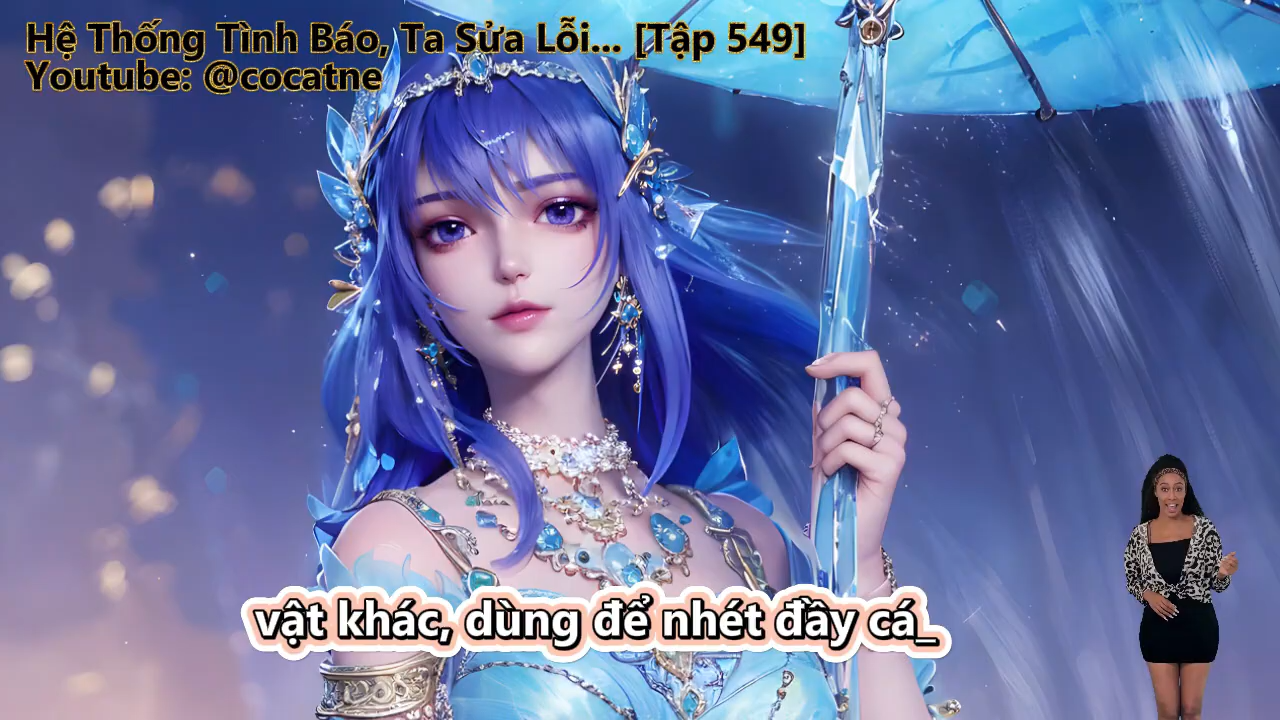 Hệ Thống Tình Báo, Ta Sửa Lỗi... [Tập 549]
Youtube: @cocatne
vật khác, dùng để nhét đầy cá_